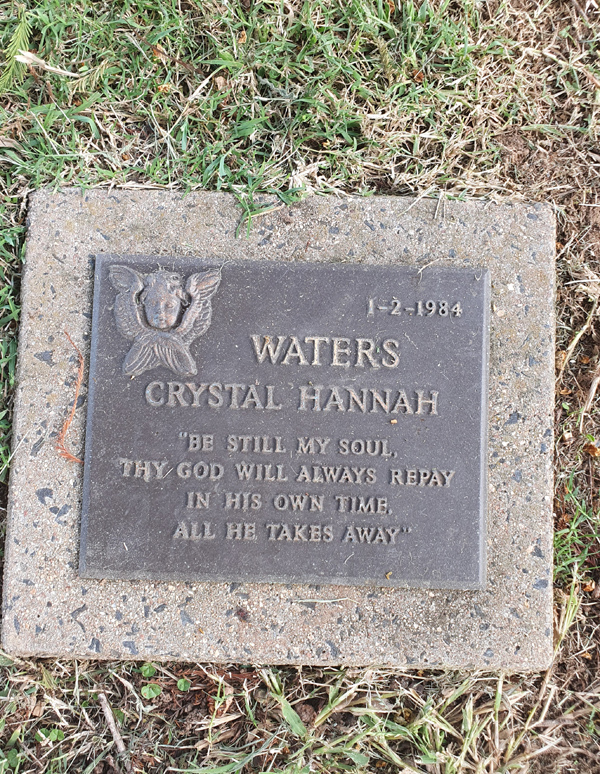 1-2-1984
WATERS
CRYSTAL HANNAH
"BE STILL MY SOUL,
THY GOD WILL ALWAYS REPAY
IN HIS OWN TIME,
ALL HE TAKES AWAY"